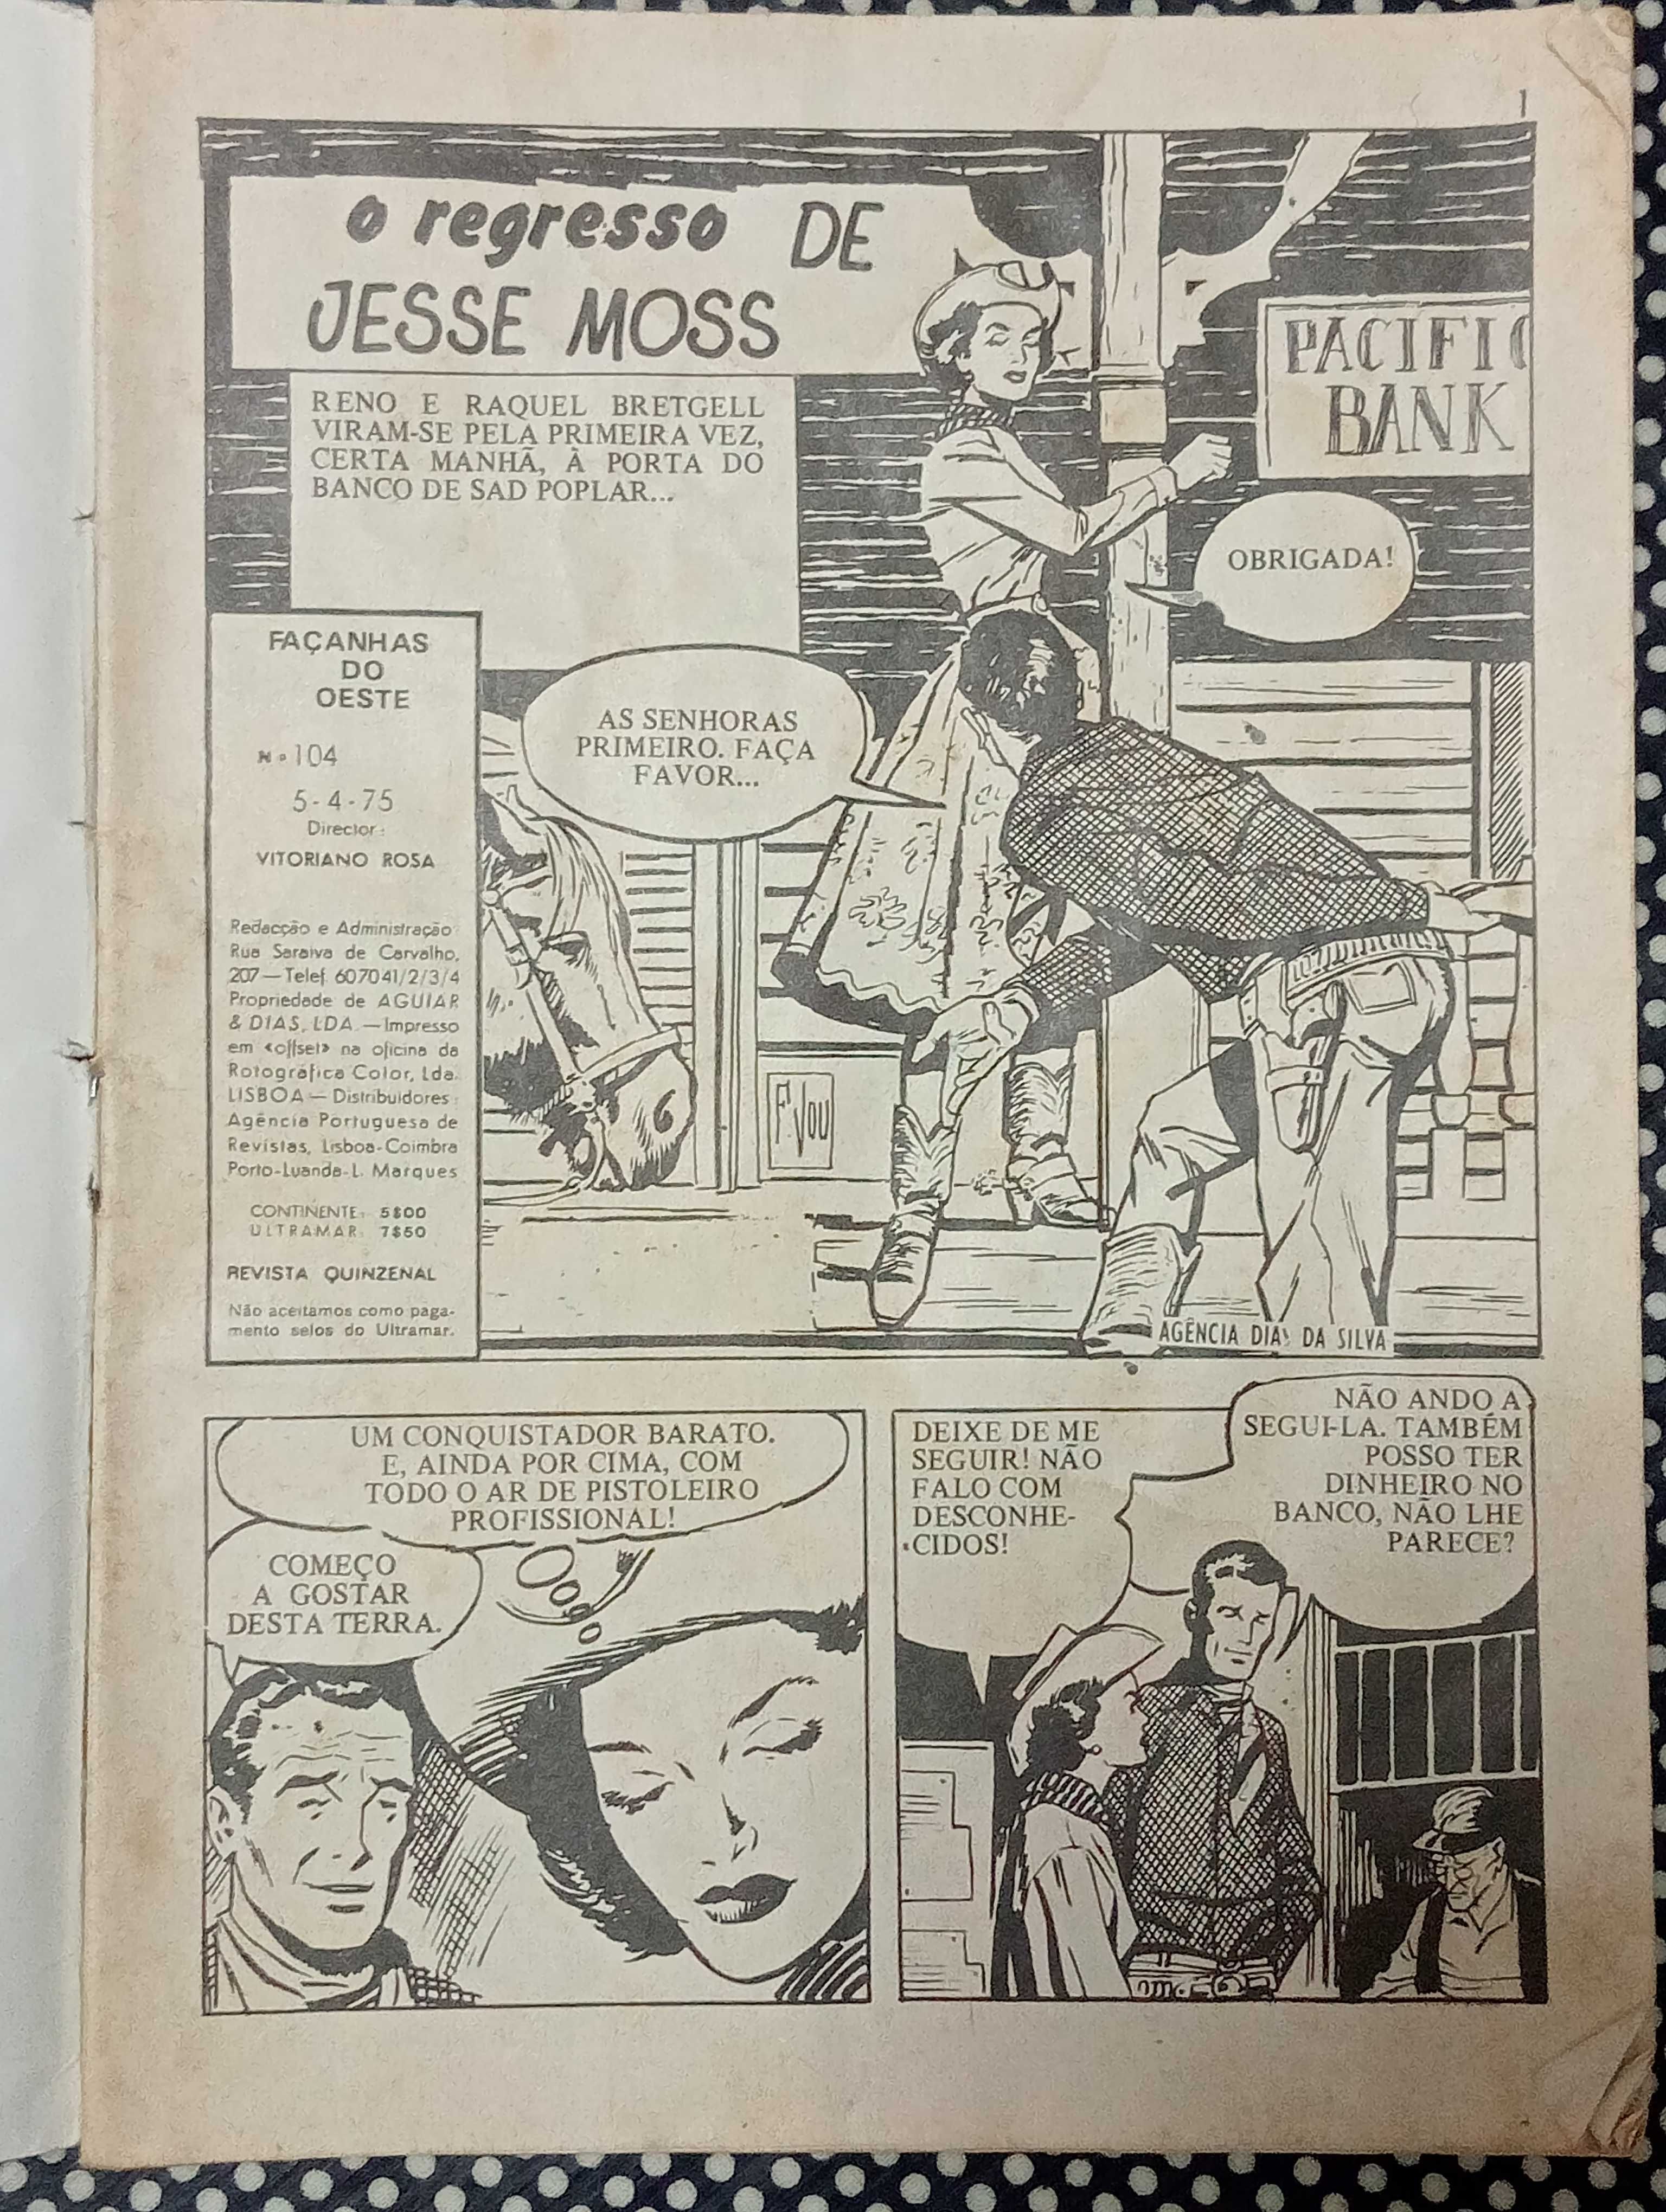 1
o regresso DE
JESSE MOSS
RENO E RAQUEL BRETGELL
VIRAM-SE PELA PRIMEIRA VEZ,
CERTA MANHÃ, À PORTA DO
BANCO DE SAD POPLAR...
PACIFIC
BANK
OBRIGADA!
AS SENHORAS
PRIMEIRO. FAÇA
FAVOR...
FAÇANHAS
DO
OESTE
N.º 104
5-4-75
Director:
VITORIANO ROSA
Redacção e Administração:
Rua Saraiva de Carvalho,
207 — Telef. 607041/2/3/4
Propriedade de AGUIAR
& DIAS, LDA. — Impresso
em «offset» na oficina da
Rotográfica Color, Lda.
LISBOA — Distribuidores:
Agência Portuguesa de
Revistas, Lisboa-Coimbra
Porto-Luanda-L. Marques
CONTINENTE: 5$00
ULTRAMAR: 7$50
REVISTA QUINZENAL
Não aceitamos como paga-
mento selos do Ultramar.
AGÊNCIA DIAS DA SILVA
UM CONQUISTADOR BARATO.
E, AINDA POR CIMA, COM
TODO O AR DE PISTOLEIRO
PROFISSIONAL!
COMEÇO
A GOSTAR
DESTA TERRA.
DEIXE DE ME
SEGUIR! NÃO
FALO COM
DESCONHE-
CIDOS!
NÃO ANDO A
SEGUI-LA. TAMBÉM
POSSO TER
DINHEIRO NO
BANCO, NÃO LHE
PARECE?